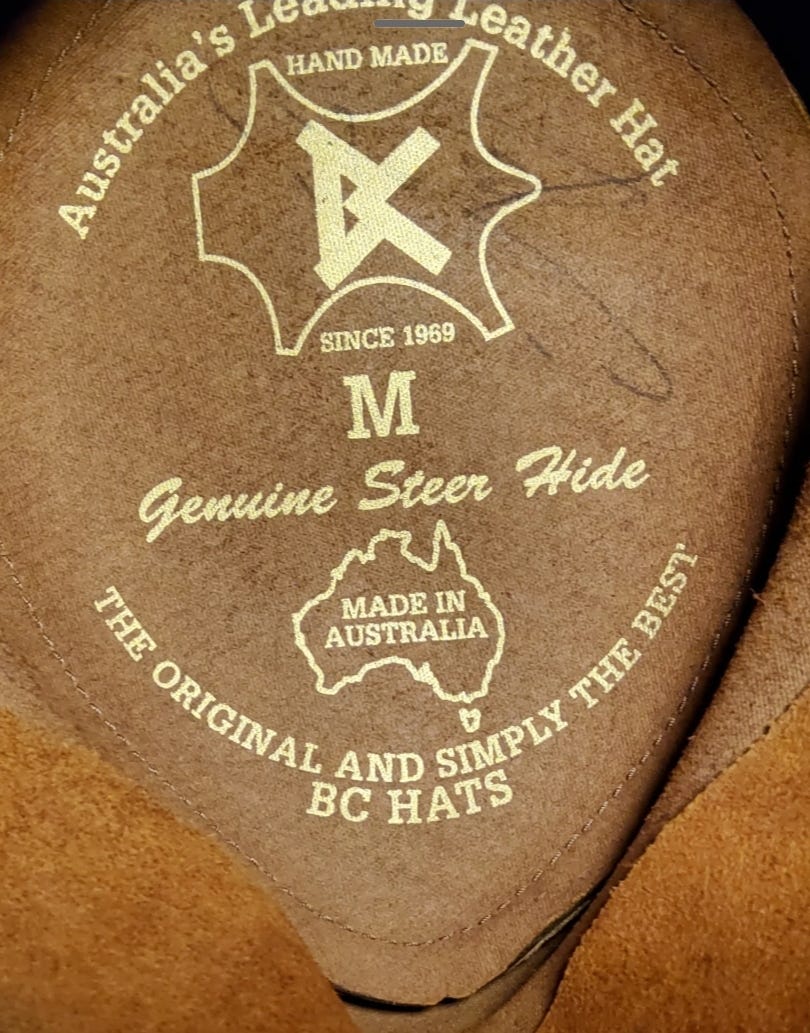 Australia's Leading Leather Hat
HAND MADE
BC
SINCE 1969
M
Genuine Steer Hide
MADE IN
AUSTRALIA
THE ORIGINAL AND SIMPLY THE BEST
BC HATS